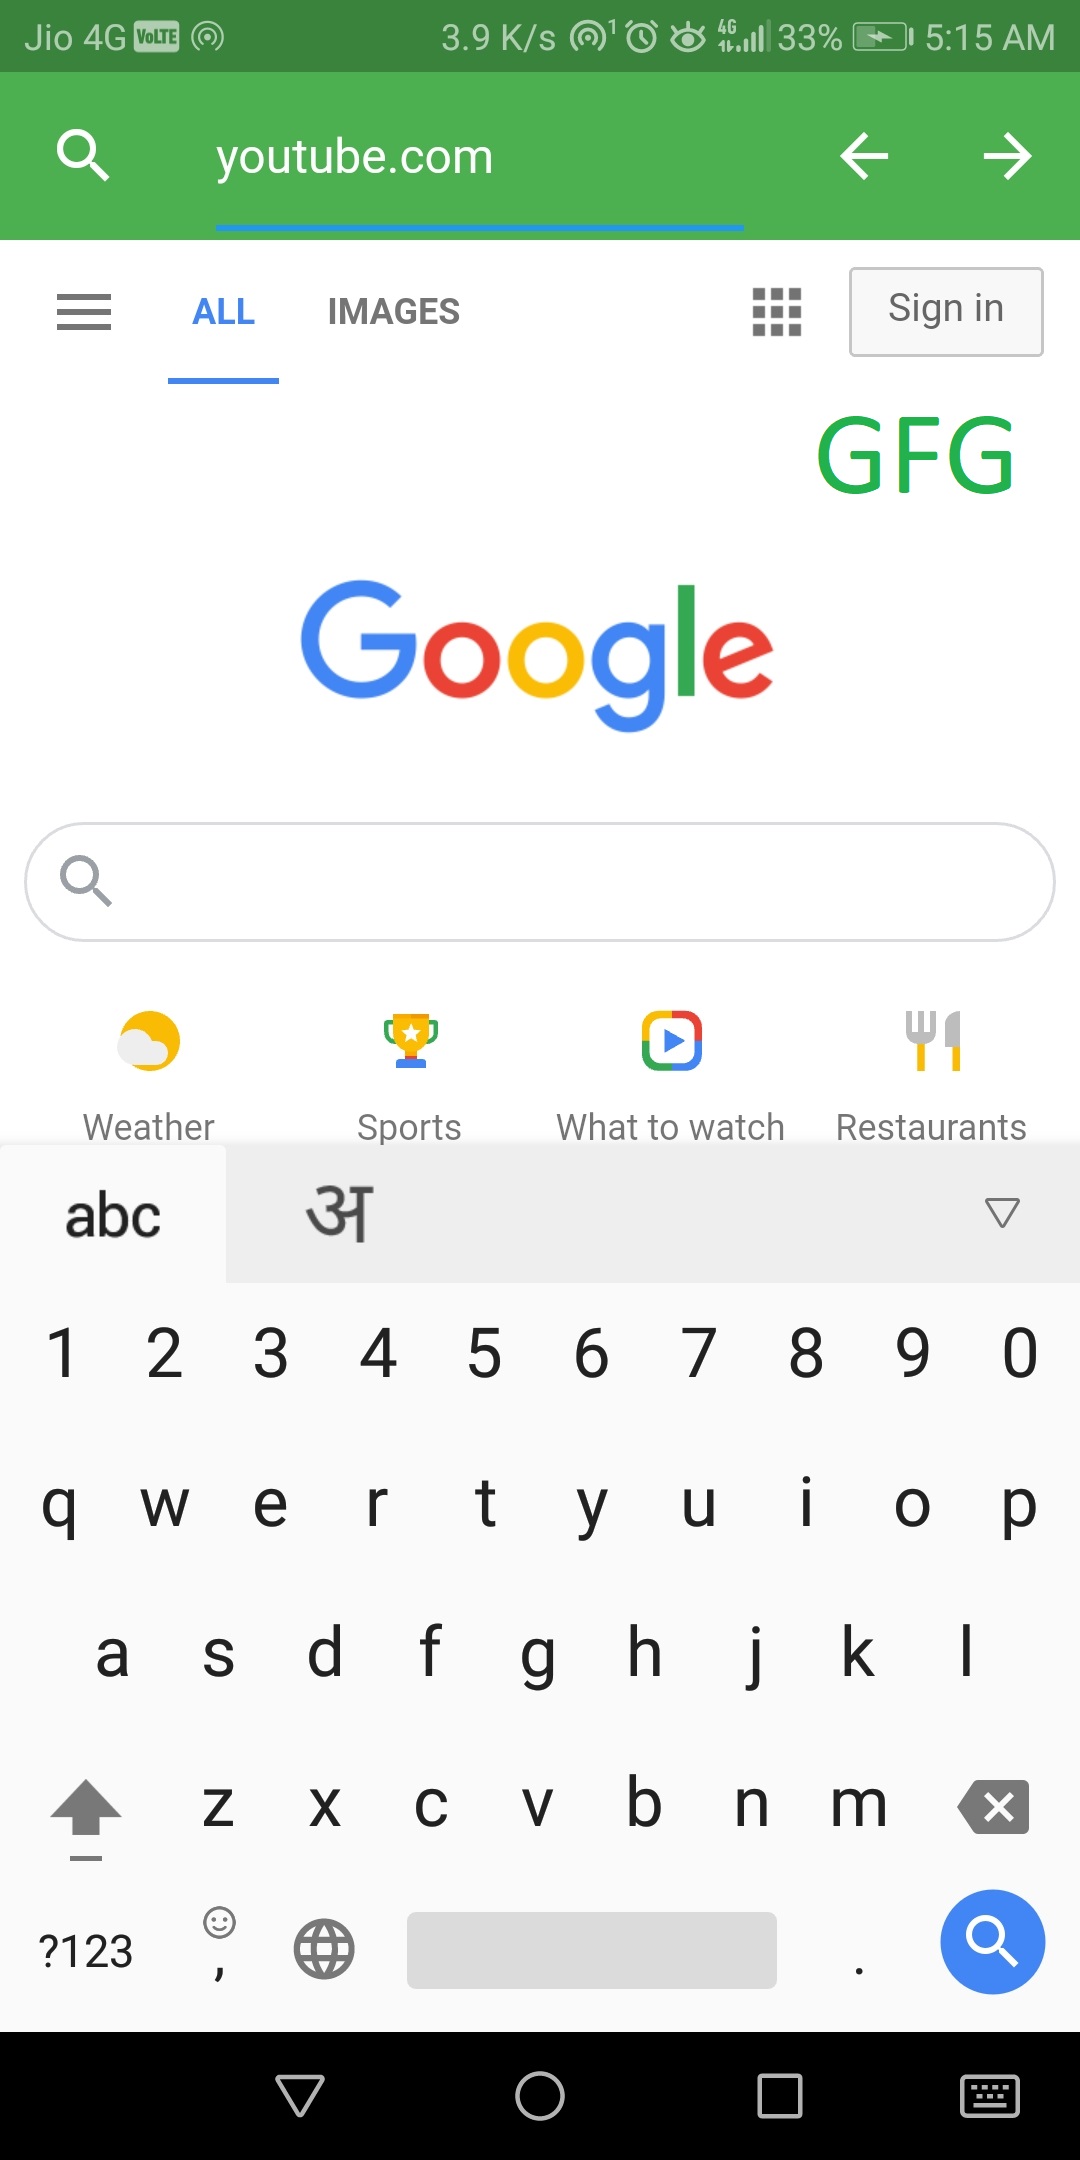 Jio 4G VoLTE 3.9 K/s 1 4G 33% 5:15 AM
youtube.com
ALL IMAGES Sign in
GFG
Google
Weather Sports What to watch Restaurants
abc अ
1 2 3 4 5 6 7 8 9 0
q w e r t y u i o p
a s d f g h j k l
z x c v b n m
?123 , .